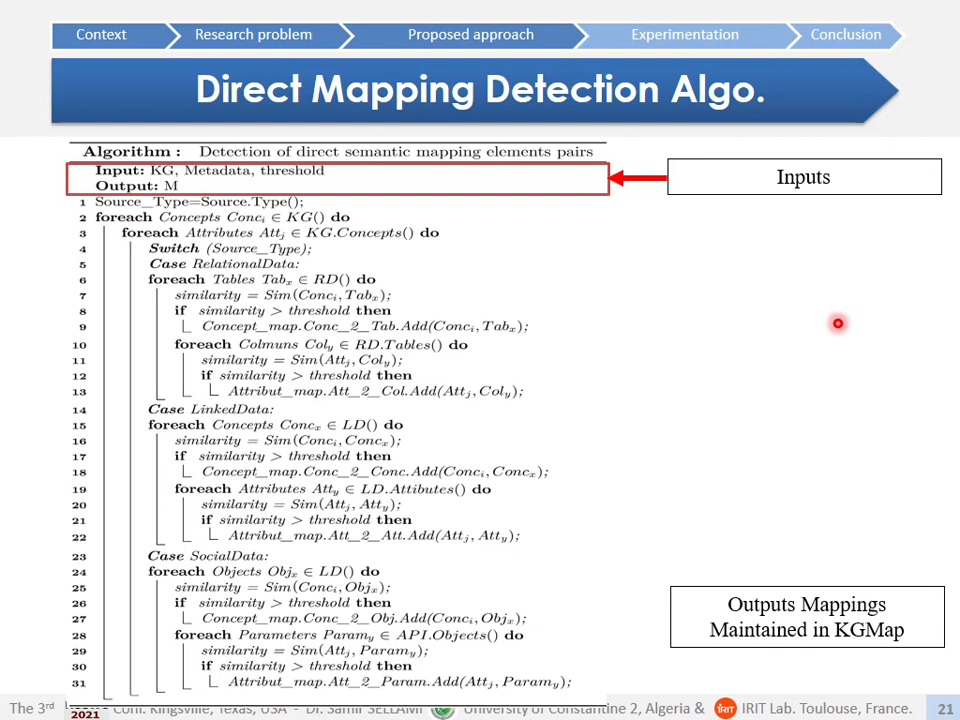 Context
Research problem
Proposed approach
Experimentation
Conclusion
Direct Mapping Detection Algo.
Algorithm : Detection of direct semantic mapping elements pairs
Input: KG, Metadata, threshold
Output: M
Inputs
1 Source_Type=Source.Type();
2 foreach Concepts Conc_i ∈ KG() do
3 foreach Attributes Att_j ∈ KG.Concepts() do
4 Switch (Source_Type);
5 Case RelationalData:
6 foreach Tables Tab_x ∈ RD() do
7 similarity = Sim(Conc_i, Tab_x);
8 if similarity > threshold then
9 Concept_map.Conc_2_Tab.Add(Conc_i, Tab_x);
10 foreach Colmuns Col_y ∈ RD.Tables() do
11 similarity = Sim(Att_j, Col_y);
12 if similarity > threshold then
13 Attribut_map.Att_2_Col.Add(Att_j, Col_y);
14 Case LinkedData:
15 foreach Concepts Conc_x ∈ LD() do
16 similarity = Sim(Conc_i, Conc_x);
17 if similarity > threshold then
18 Concept_map.Conc_2_Conc.Add(Conc_i, Conc_x);
19 foreach Attributes Att_y ∈ LD.Attibutes() do
20 similarity = Sim(Att_j, Att_y);
21 if similarity > threshold then
22 Attribut_map.Att_2_Att.Add(Att_j, Att_y);
23 Case SocialData:
24 foreach Objects Obj_x ∈ LD() do
25 similarity = Sim(Conc_i, Obj_x);
26 if similarity > threshold then
27 Concept_map.Conc_2_Obj.Add(Conc_i, Obj_x);
28 foreach Parameters Param_y ∈ API.Objects() do
29 similarity = Sim(Att_j, Param_y);
30 if similarity > threshold then
31 Attribut_map.Att_2_Param.Add(Att_j, Param_y);
Outputs Mappings
Maintained in KGMap
The 3rd Conf. Kingsville, Texas, USA - Dr. Samir SELLAMI University of Constantine 2, Algeria & IRIT IRIT Lab. Toulouse, France. 21
2021